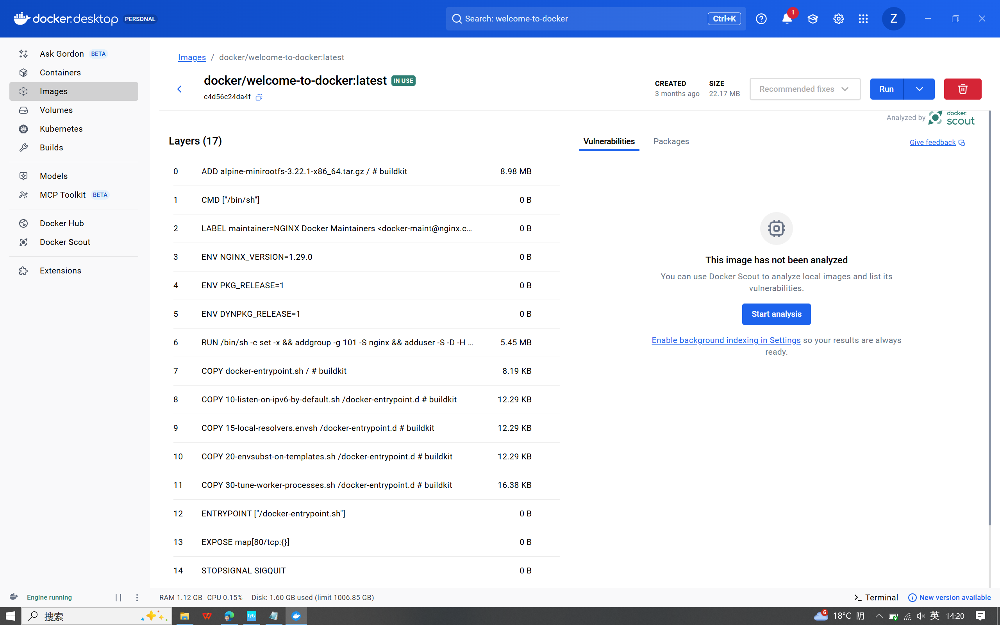 docker.desktop PERSONAL
Search: welcome-to-docker
Ctrl+K
1
Z
Ask Gordon BETA
Containers
Images
Volumes
Kubernetes
Builds
Models
MCP Toolkit BETA
Docker Hub
Docker Scout
Extensions
Images / docker/welcome-to-docker:latest
docker/welcome-to-docker:latest IN USE
c4d56c24da4f
CREATED
3 months ago
SIZE
22.17 MB
Recommended fixes
Run
Analyzed by docker scout
Layers (17)
0 ADD alpine-minirootfs-3.22.1-x86_64.tar.gz / # buildkit 8.98 MB
1 CMD ["/bin/sh"] 0 B
2 LABEL maintainer=NGINX Docker Maintainers <docker-maint@nginx.c... 0 B
3 ENV NGINX_VERSION=1.29.0 0 B
4 ENV PKG_RELEASE=1 0 B
5 ENV DYNPKG_RELEASE=1 0 B
6 RUN /bin/sh -c set -x && addgroup -g 101 -S nginx && adduser -S -D -H ... 5.45 MB
7 COPY docker-entrypoint.sh / # buildkit 8.19 KB
8 COPY 10-listen-on-ipv6-by-default.sh /docker-entrypoint.d # buildkit 12.29 KB
9 COPY 15-local-resolvers.envsh /docker-entrypoint.d # buildkit 12.29 KB
10 COPY 20-envsubst-on-templates.sh /docker-entrypoint.d # buildkit 12.29 KB
11 COPY 30-tune-worker-processes.sh /docker-entrypoint.d # buildkit 16.38 KB
12 ENTRYPOINT ["/docker-entrypoint.sh"] 0 B
13 EXPOSE map[80/tcp:{}] 0 B
14 STOPSIGNAL SIGQUIT 0 B
Vulnerabilities
Packages
Give feedback
This image has not been analyzed
You can use Docker Scout to analyze local images and list its
vulnerabilities.
Start analysis
Enable background indexing in Settings so your results are always
ready.
Engine running
RAM 1.12 GB CPU 0.15% Disk: 1.60 GB used (limit 1006.85 GB)
Terminal
New version available
搜索
Tyty
6
18°C 阴
英
14:20